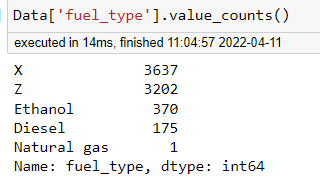 Data['fuel_type'].value_counts()
executed in 14ms, finished 11:04:57 2022-04-11
X 3637
Z 3202
Ethanol 370
Diesel 175
Natural gas 1
Name: fuel_type, dtype: int64